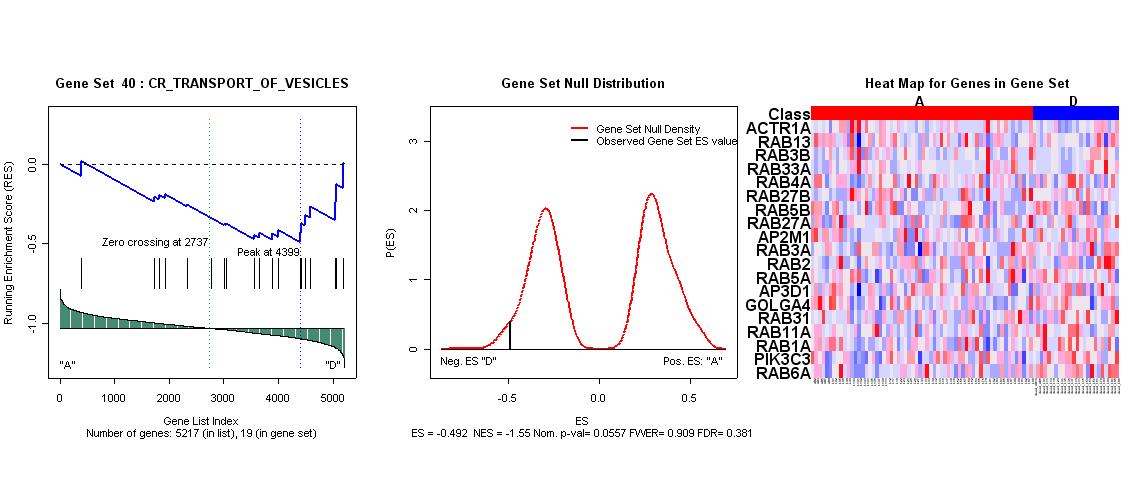 Gene Set  40 : CR_TRANSPORT_OF_VESICLES
Running Enrichment Score (RES)
0.0
-0.5
-1.0
Zero crossing at 2737
Peak at 4399
"A"
"D"
0
1000
2000
3000
4000
5000
Gene List Index
Number of genes: 5217 (in list), 19 (in gene set)
Gene Set Null Distribution
P(ES)
3
2
1
0
Gene Set Null Density
Observed Gene Set ES value
Neg. ES "D"
Pos. ES: "A"
-0.5
0.0
0.5
ES
ES = -0.492  NES = -1.55 Nom. p-val= 0.0557 FWER= 0.909 FDR= 0.381
Heat Map for Genes in Gene Set
A
D
Class
ACTR1A
RAB13
RAB3B
RAB33A
RAB4A
RAB27B
RAB5B
RAB27A
AP2M1
RAB3A
RAB2
RAB5A
AP3D1
GOLGA4
RAB31
RAB11A
RAB1A
PIK3C3
RAB6A